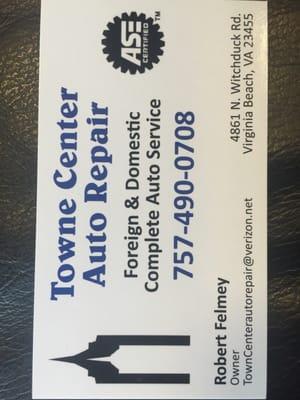 Towne Center
Auto Repair
ASE
CERTIFIED
TM
Foreign & Domestic
Complete Auto Service
757-490-0708
Robert Felmey
Owner
TownCenterautorepair@verizon.net
4861 N. Witchduck Rd.
Virginia Beach, VA 23455